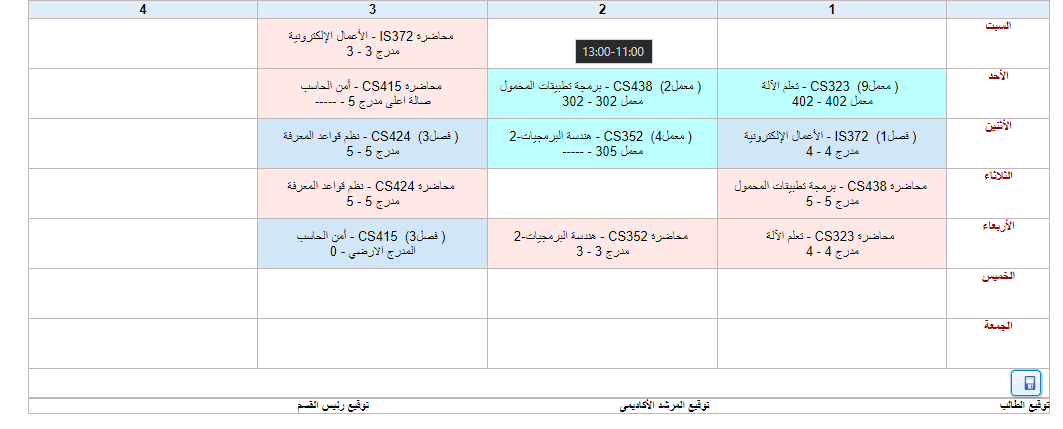 1 2 3 4
السبت
محاضرة IS372 - الأعمال الإلكترونية
مدرج 3 - 3
13:00-11:00
الأحد
( معمل9) CS323 - تعلم الآلة
معمل 402 - 402
( معمل2) CS438 - برمجة تطبيقات المحمول
معمل 302 - 302
محاضرة CS415 - أمن الحاسب
صالة اعلى مدرج 5 - -----
الأثنين
( فصل1) IS372 - الأعمال الإلكترونية
مدرج 4 - 4
( معمل4) CS352 - هندسة البرمجيات-2
معمل 305 - -----
( فصل3) CS424 - نظم قواعد المعرفة
مدرج 5 - 5
الثلاثاء
محاضرة CS438 - برمجة تطبيقات المحمول
مدرج 5 - 5
محاضرة CS424 - نظم قواعد المعرفة
مدرج 5 - 5
الأربعاء
محاضرة CS323 - تعلم الآلة
مدرج 4 - 4
محاضرة CS352 - هندسة البرمجيات-2
مدرج 3 - 3
( فصل3) CS415 - أمن الحاسب
المدرج الارضي - 0
الخميس
الجمعة
توقيع الطالب توقيع المرشد الأكاديمى توقيع رئيس القسم